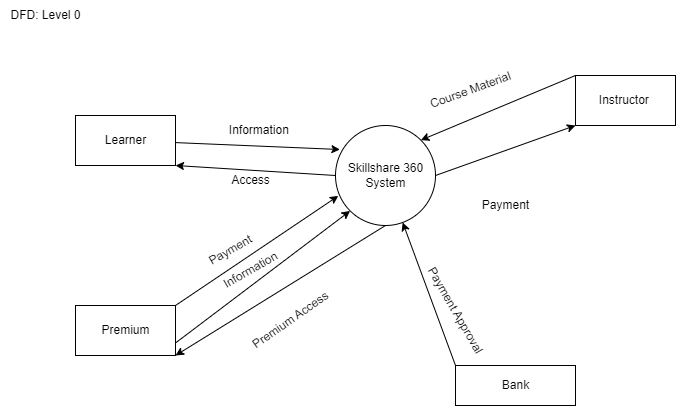 DFD: Level 0
Course Material
Instructor
Learner
Information
Access
Skillshare 360
System
Payment
Payment
Information
Premium Access
Payment Approval
Premium
Bank